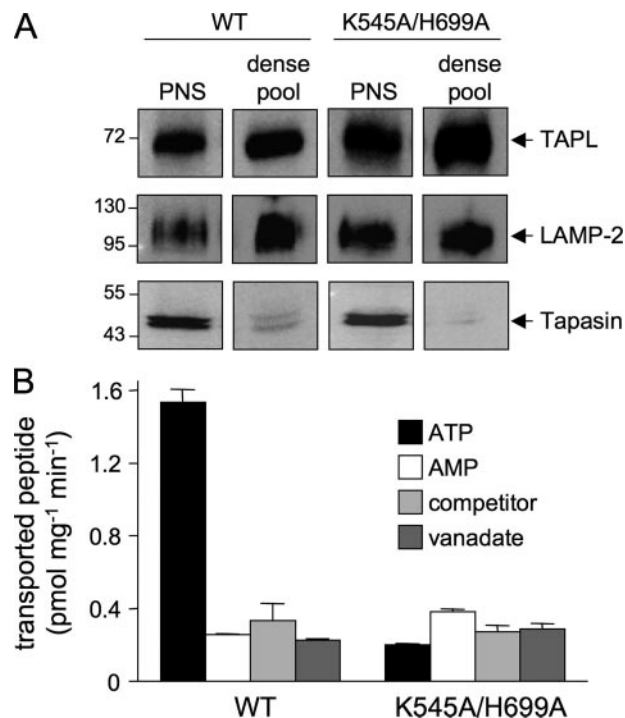 A
WT K545A/H699A
PNS dense pool PNS dense pool
72 TAPL
130
95 LAMP-2
55
43 Tapasin
B
transported peptide
(pmol mg⁻¹ min⁻¹)
1.6
1.2
0.8
0.4
0
ATP
AMP
competitor
vanadate
WT K545A/H699A